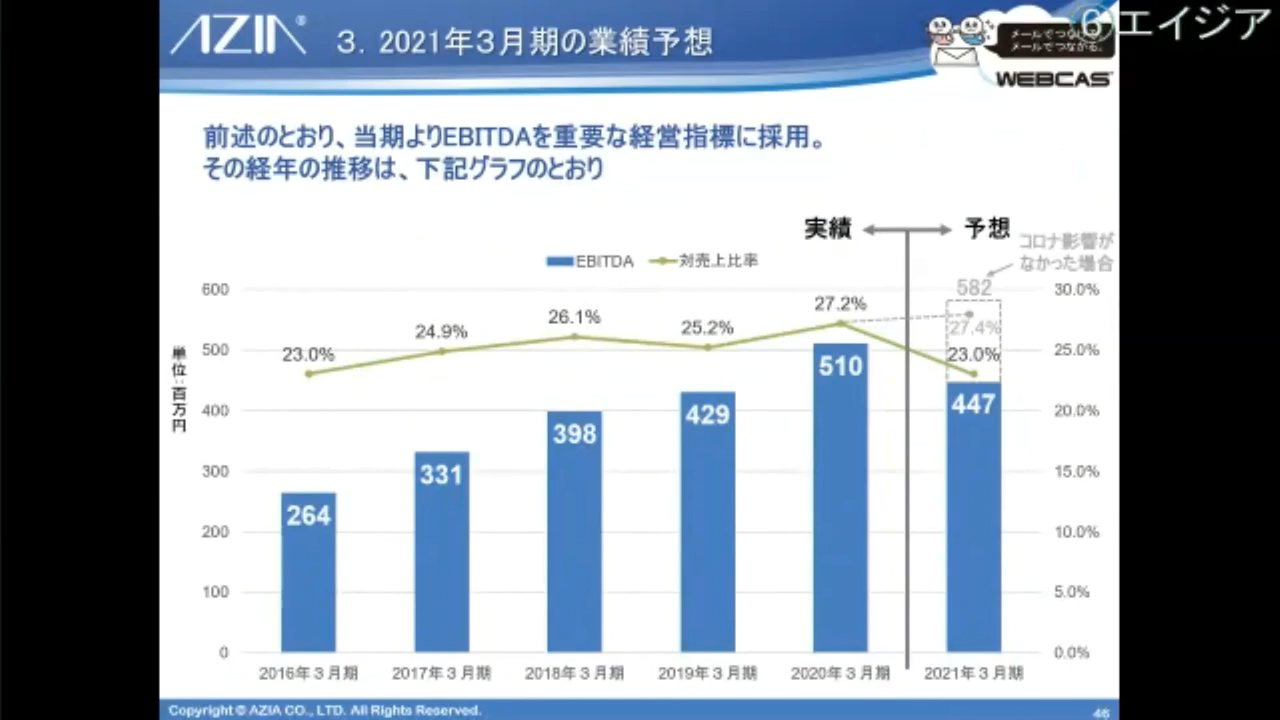 AZIA®
3. 2021年3月期の業績予想
⑥エイジア
メールでつながる。
WEBCAS
前述のとおり、当期よりEBITDAを重要な経営指標に採用。
その経年の推移は、下記グラフのとおり
実績
予想
コロナ影響が
なかった場合
EBITDA
対売上比率
単位:百万円
600
500
400
300
200
100
0
30.0%
25.0%
20.0%
15.0%
10.0%
5.0%
0.0%
23.0%
24.9%
26.1%
25.2%
27.2%
582
27.4%
23.0%
264
331
398
429
510
447
2016年3月期
2017年3月期
2018年3月期
2019年3月期
2020年3月期
2021年3月期
Copyright © AZIA CO., LTD. All Rights Reserved.
46